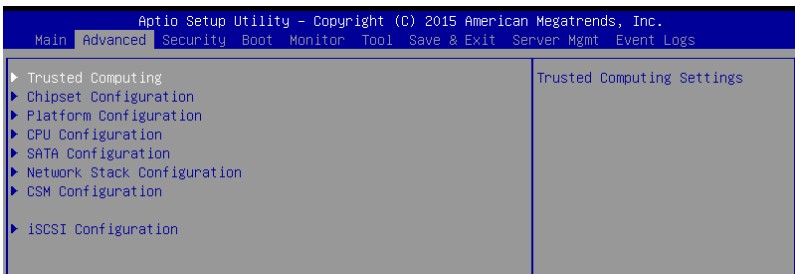 Aptio Setup Utility – Copyright (C) 2015 American Megatrends, Inc.
Main Advanced Security Boot Monitor Tool Save & Exit Server Mgmt Event Logs
Trusted Computing
Chipset Configuration
Platform Configuration
CPU Configuration
SATA Configuration
Network Stack Configuration
CSM Configuration
iSCSI Configuration
Trusted Computing Settings